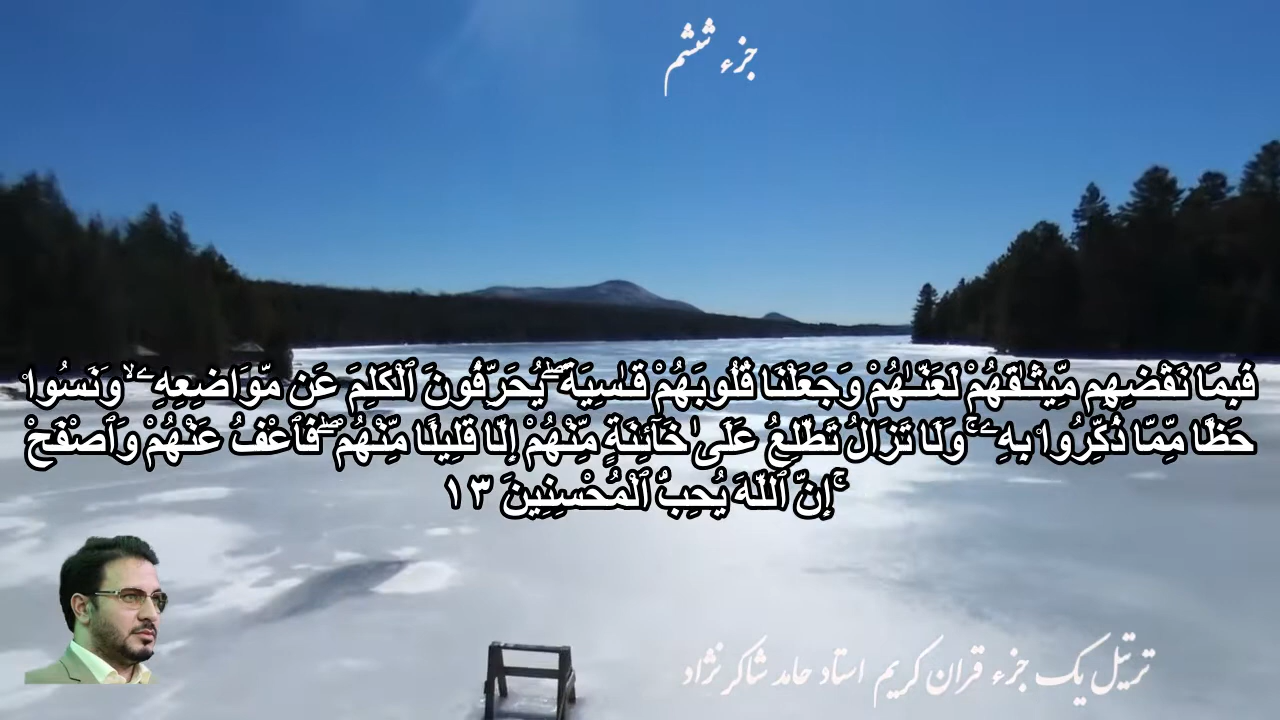 جزء ششم
فَبِمَا نَقْضِهِم مِّيثَـٰقَهُمْ لَعَنَّـٰهُمْ وَجَعَلْنَا قُلُوبَهُمْ قَـٰسِيَةً ۖ يُحَرِّفُونَ ٱلْكَلِمَ عَن مَّوَاضِعِهِۦ ۙ وَنَسُوا۟
حَظًّا مِّمَّا ذُكِّرُوا۟ بِهِۦ ۚ وَلَا تَزَالُ تَطَّلِعُ عَلَىٰ خَآئِنَةٍ مِّنْهُمْ إِلَّا قَلِيلًا مِّنْهُمْ ۖ فَٱعْفُ عَنْهُمْ وَٱصْفَحْ
ۚ إِنَّ ٱللَّهَ يُحِبُّ ٱلْمُحْسِنِينَ ١٣
ترتیل یک جزء قران کریم استاد حامد شاکرنژاد